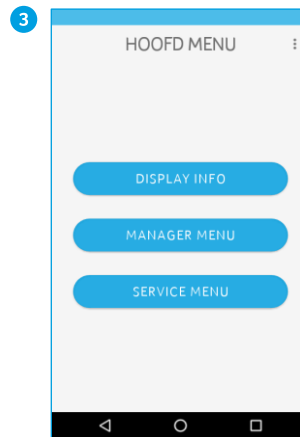 3
HOOFD MENU
DISPLAY INFO
MANAGER MENU
SERVICE MENU